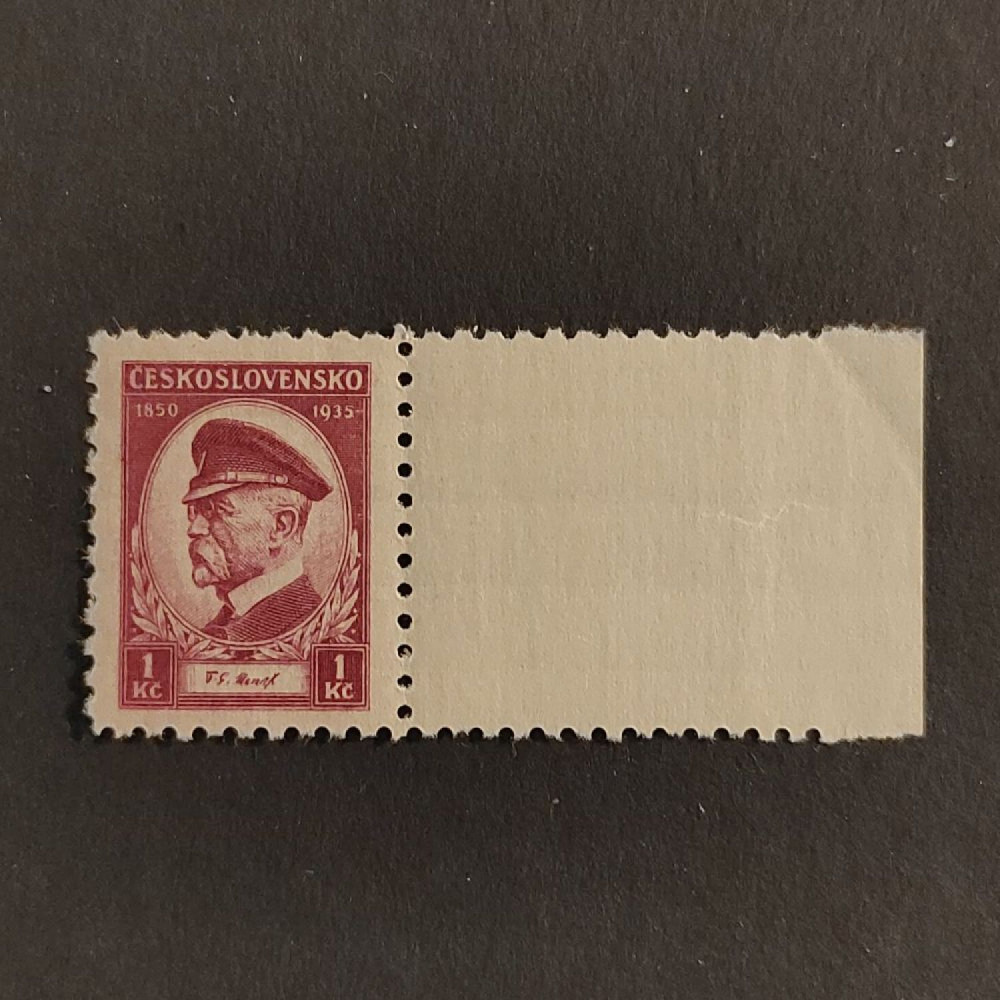 ČESKOSLOVENSKO
1850 1935
1 1
Kč Kč
T. G.